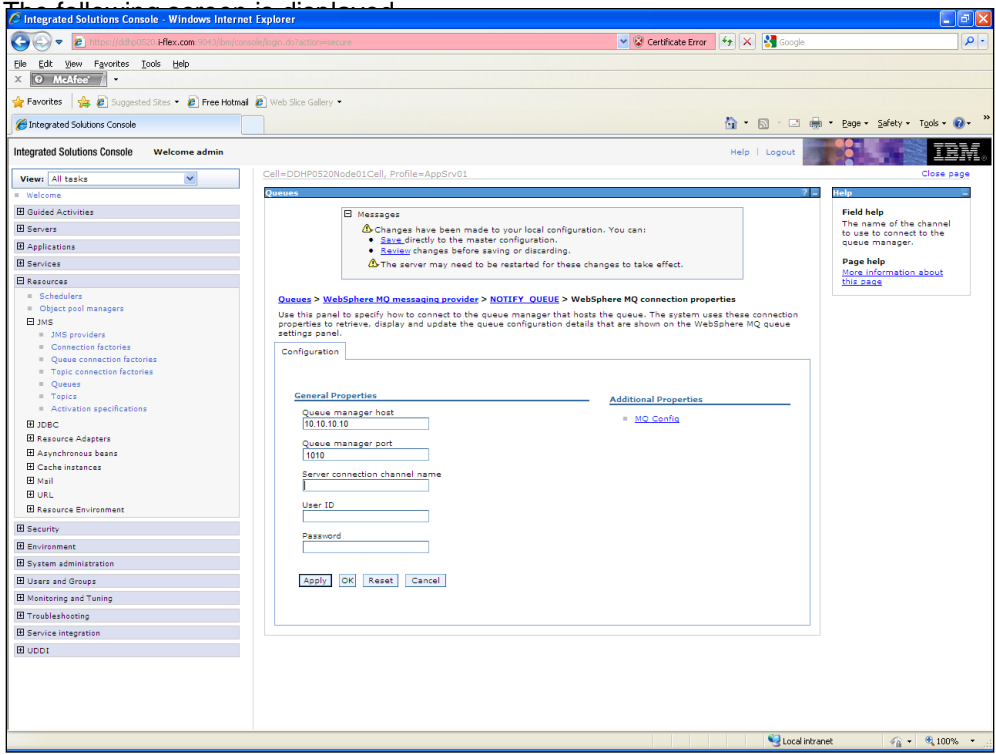 The following screen is displayed
Integrated Solutions Console - Windows Internet Explorer
https://ddhp0520.i-flex.com:9043/ibm/console/login.do?action=secure
Certificate Error
Google
File Edit View Favorites Tools Help
X McAfee
Favorites Suggested Sites Free Hotmail Web Slice Gallery
Integrated Solutions Console
Page Safety Tools »
Integrated Solutions Console Welcome admin
Help | Logout
IBM.
View: All tasks
Cell=DDHP0520Node01Cell, Profile=AppSrv01
Close page
Welcome
Guided Activities
Servers
Applications
Services
Resources
Schedulers
Object pool managers
JMS
JMS providers
Connection factories
Queue connection factories
Topic connection factories
Queues
Topics
Activation specifications
JDBC
Resource Adapters
Asynchronous beans
Cache instances
Mail
URL
Resource Environment
Security
Environment
System administration
Users and Groups
Monitoring and Tuning
Troubleshooting
Service integration
UDDI
Queues ? -
Messages
Changes have been made to your local configuration. You can:
Save directly to the master configuration.
Review changes before saving or discarding.
The server may need to be restarted for these changes to take effect.
Queues > WebSphere MQ messaging provider > NOTIFY_QUEUE > WebSphere MQ connection properties
Use this panel to specify how to connect to the queue manager that hosts the queue. The system uses these connection
properties to retrieve, display and update the queue configuration details that are shown on the WebSphere MQ queue
settings panel.
Configuration
General Properties
Queue manager host
10.10.10.10
Queue manager port
1010
Server connection channel name
User ID
Password
Apply OK Reset Cancel
Additional Properties
MQ Config
Help -
Field help
The name of the channel
to use to connect to the
queue manager.
Page help
More information about
this page
Local intranet
100%